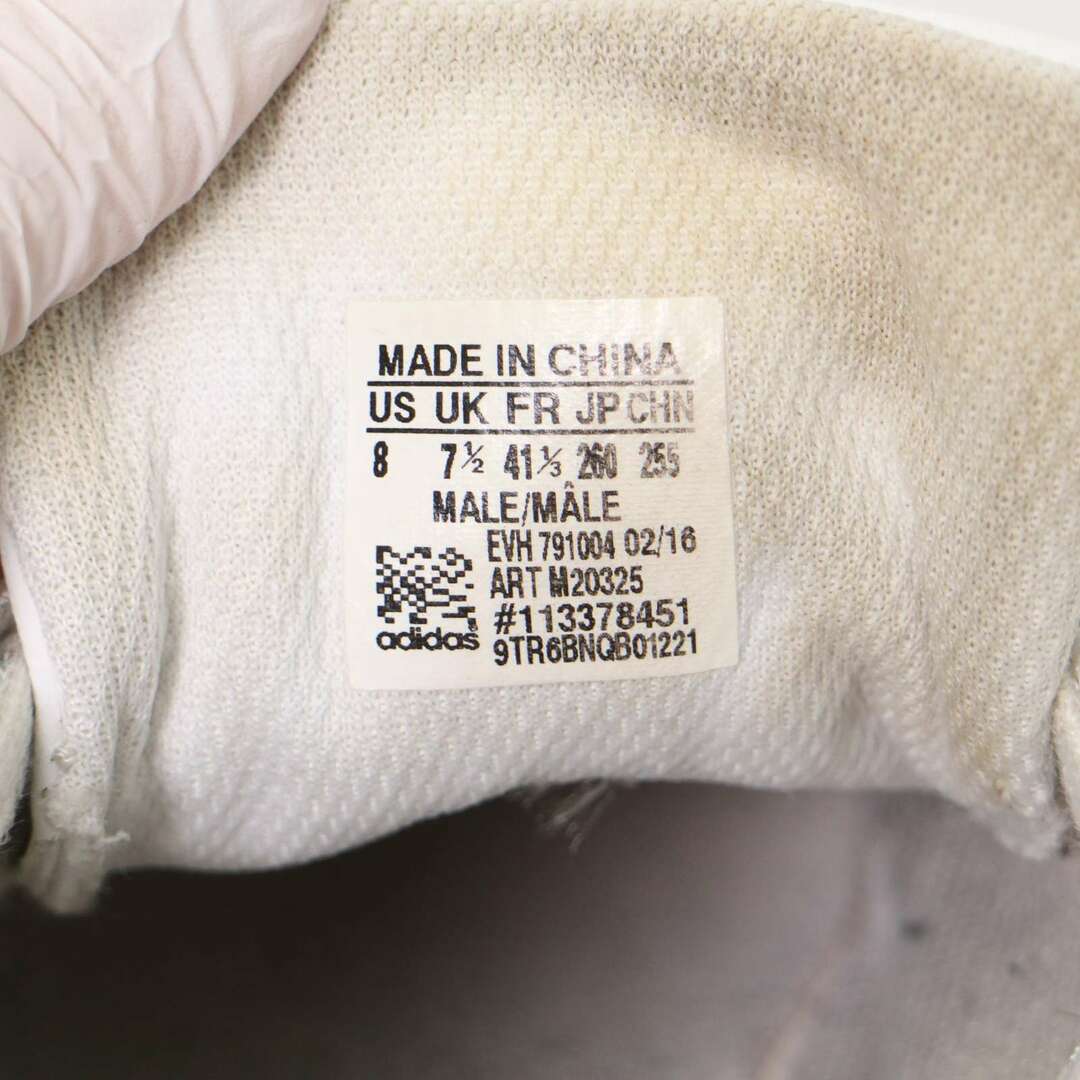 MADE IN CHINA
US UK FR JP CHN
8 7½ 41⅓ 260 255
MALE/MÂLE
EVH 791004 02/16
ART M20325
#113378451
adidas 9TR6BNQB01221